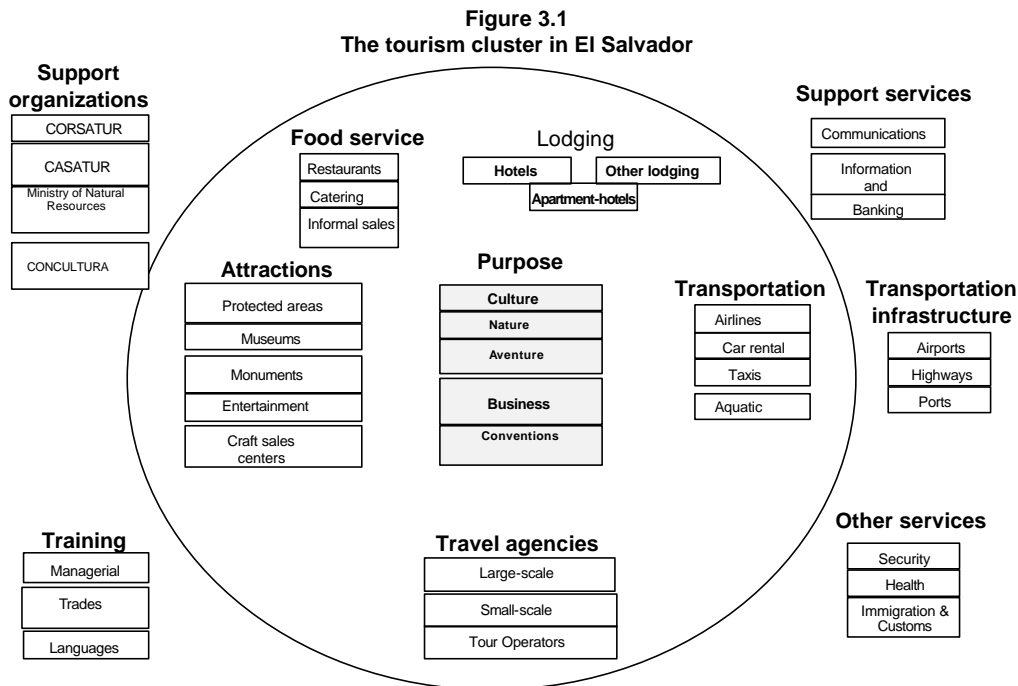 Figure 3.1
The tourism cluster in El Salvador
Support
organizations
CORSATUR
CASATUR
Ministry of Natural
Resources
CONCULTURA
Food service
Restaurants
Catering
Informal sales
Lodging
Hotels
Other lodging
Apartment-hotels
Support services
Communications
Information
and
Banking
Attractions
Protected areas
Museums
Monuments
Entertainment
Craft sales
centers
Purpose
Culture
Nature
Aventure
Business
Conventions
Transportation
Airlines
Car rental
Taxis
Aquatic
Transportation
infrastructure
Airports
Highways
Ports
Training
Managerial
Trades
Languages
Travel agencies
Large-scale
Small-scale
Tour Operators
Other services
Security
Health
Immigration &
Customs